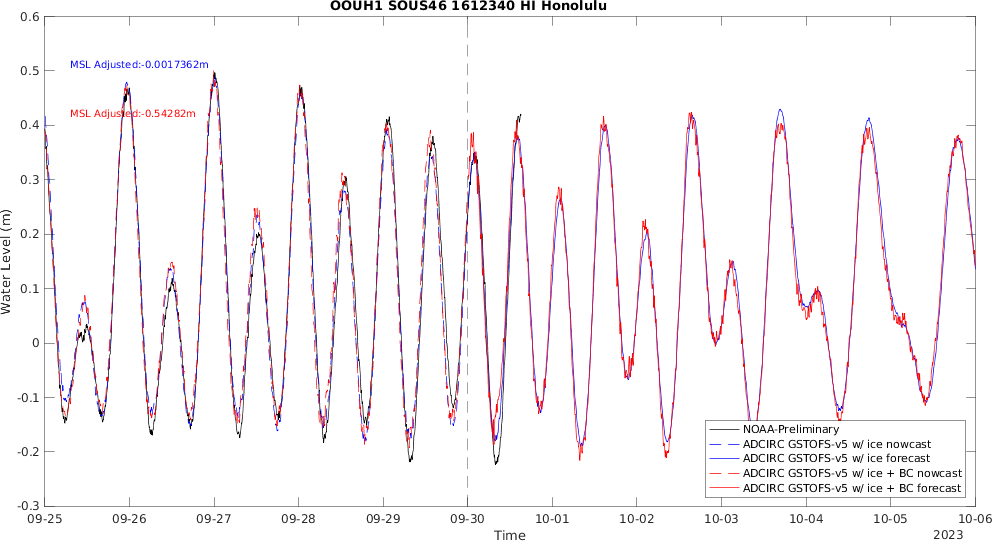 OOUH1 SOUS46 1612340 HI Honolulu
0.6
0.5
0.4
0.3
0.2
0.1
0
-0.1
-0.2
-0.3
Water Level (m)
MSL Adjusted:-0.0017362m
MSL Adjusted:-0.54282m
NOAA-Preliminary
ADCIRC GSTOFS-v5 w/ ice nowcast
ADCIRC GSTOFS-v5 w/ ice forecast
ADCIRC GSTOFS-v5 w/ ice + BC nowcast
ADCIRC GSTOFS-v5 w/ ice + BC forecast
09-25 09-26 09-27 09-28 09-29 09-30 10-01 10-02 10-03 10-04 10-05 10-06
Time
2023